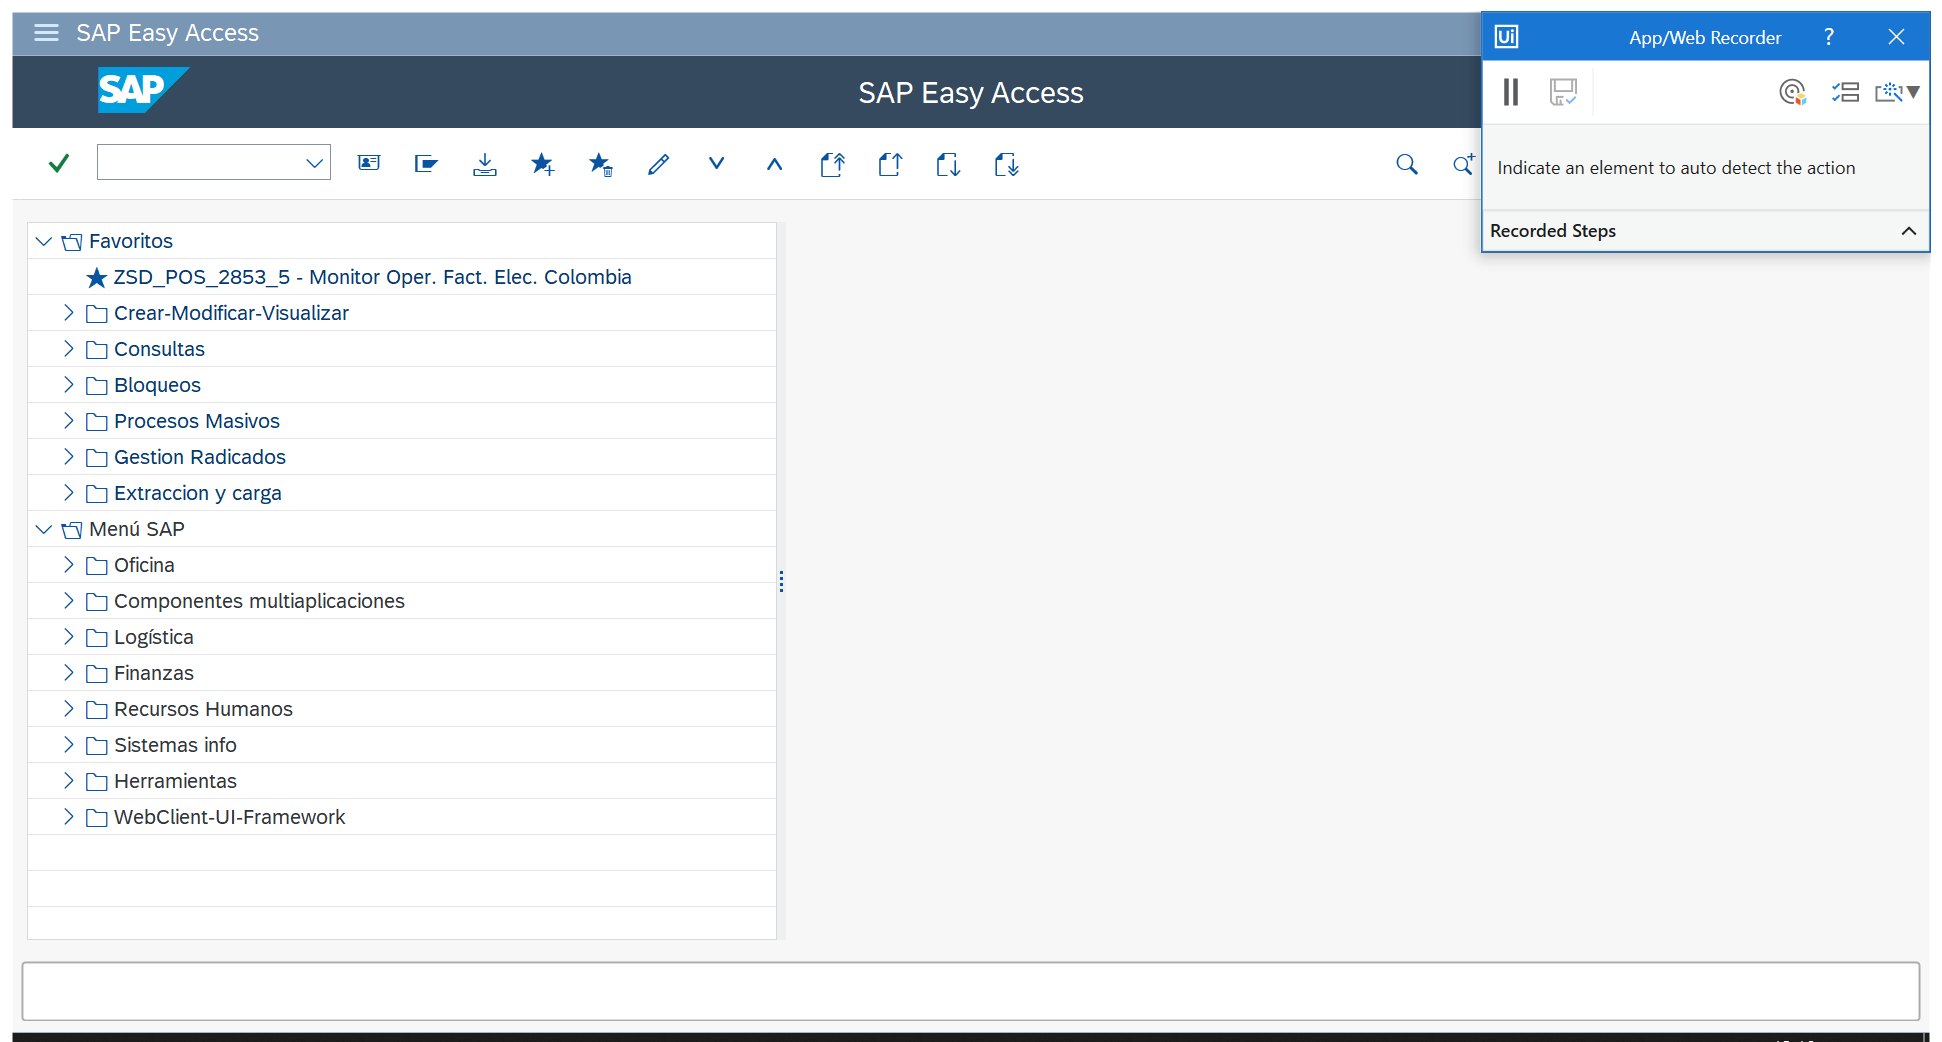 SAP Easy Access
Ui App/Web Recorder ?
SAP SAP Easy Access
Indicate an element to auto detect the action
Recorded Steps
Favoritos
ZSD_POS_2853_5 - Monitor Oper. Fact. Elec. Colombia
Crear-Modificar-Visualizar
Consultas
Bloqueos
Procesos Masivos
Gestion Radicados
Extraccion y carga
Menú SAP
Oficina
Componentes multiaplicaciones
Logística
Finanzas
Recursos Humanos
Sistemas info
Herramientas
WebClient-UI-Framework